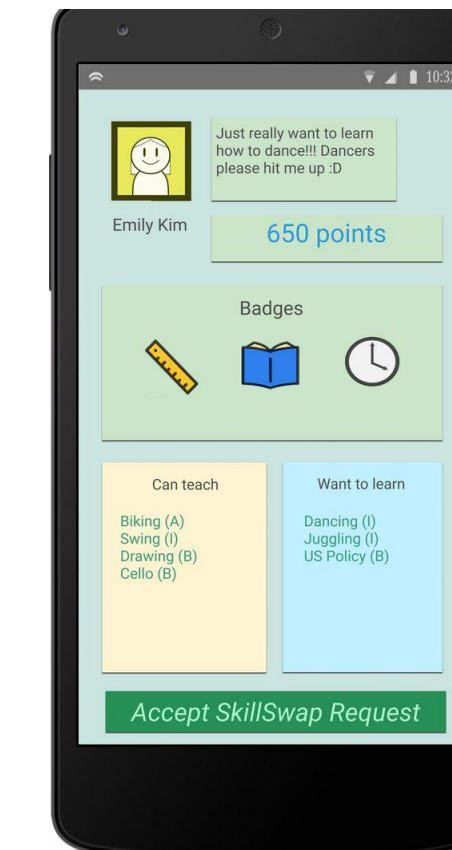 10:32
Just really want to learn
how to dance!!! Dancers
please hit me up :D
Emily Kim
650 points
Badges
Can teach
Biking (A)
Swing (I)
Drawing (B)
Cello (B)
Want to learn
Dancing (I)
Juggling (I)
US Policy (B)
Accept SkillSwap Request